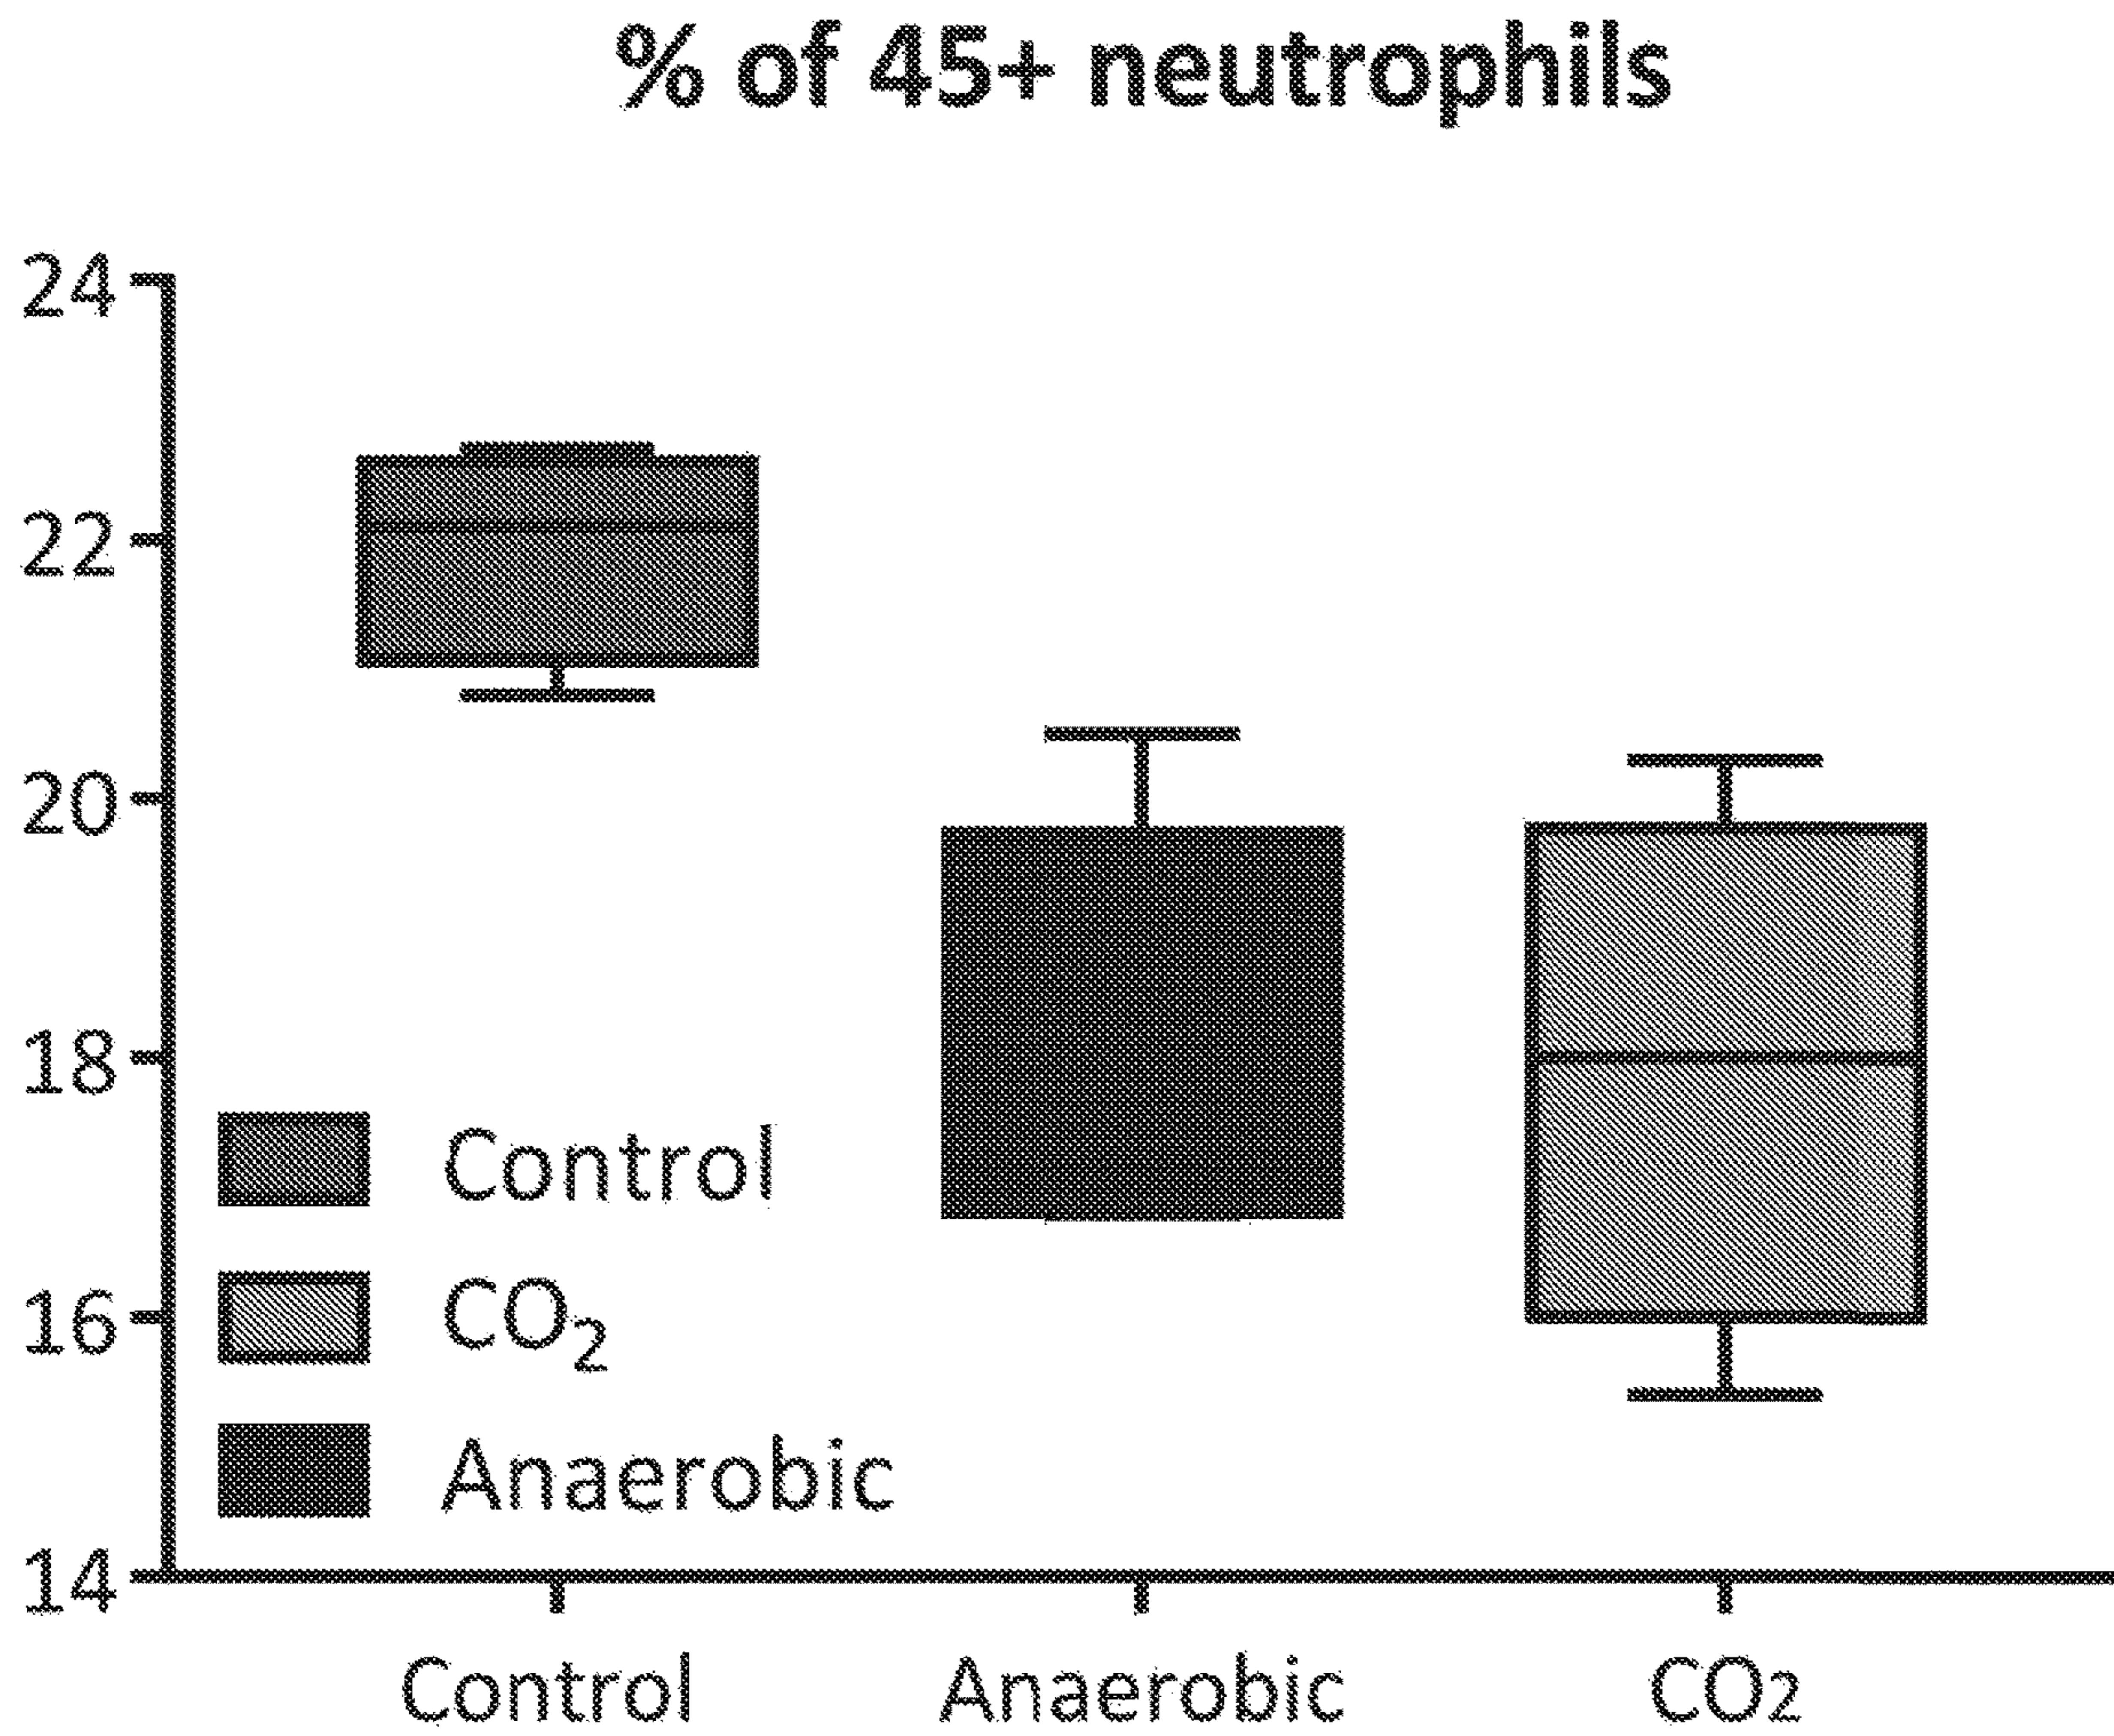 % of 45+ neutrophils
24
22
20
18
16
14
Control
CO₂
Anaerobic
Control
Anaerobic
CO2